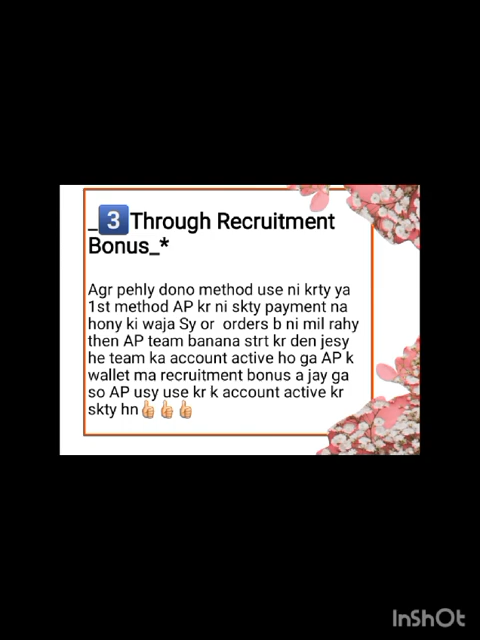 _3️⃣Through Recruitment
Bonus_*
Agr pehly dono method use ni krty ya
1st method AP kr ni skty payment na
hony ki waja Sy or orders b ni mil rahy
then AP team banana strt kr den jesy
he team ka account active ho ga AP k
wallet ma recruitment bonus a jay ga
so AP usy use kr k account active kr
skty hn👍🏻👍🏻👍🏻
InShOt